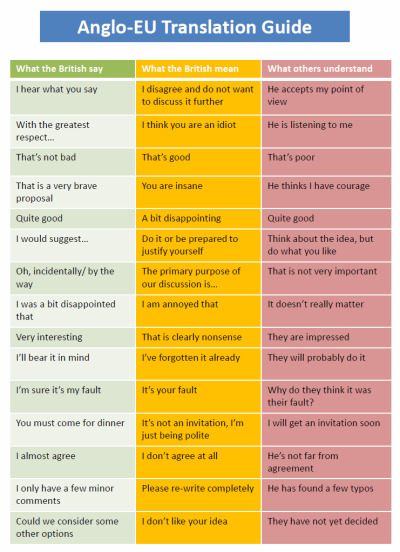 Anglo-EU Translation Guide
What the British say What the British mean What others understand
I hear what you say I disagree and do not want He accepts my point of
to discuss it further view
With the greatest I think you are an idiot He is listening to me
respect…
That's not bad That's good That's poor
That is a very brave You are insane He thinks I have courage
proposal
Quite good A bit disappointing Quite good
I would suggest… Do it or be prepared to Think about the idea, but
justify yourself do what you like
Oh, incidentally/ by the The primary purpose of That is not very important
way our discussion is…
I was a bit disappointed I am annoyed that It doesn't really matter
that
Very interesting That is clearly nonsense They are impressed
I'll bear it in mind I've forgotten it already They will probably do it
I'm sure it's my fault It's your fault Why do they think it was
their fault?
You must come for dinner It's not an invitation, I'm I will get an invitation soon
just being polite
I almost agree I don't agree at all He's not far from
agreement
I only have a few minor Please re-write completely He has found a few typos
comments
Could we consider some I don't like your idea They have not yet decided
other options